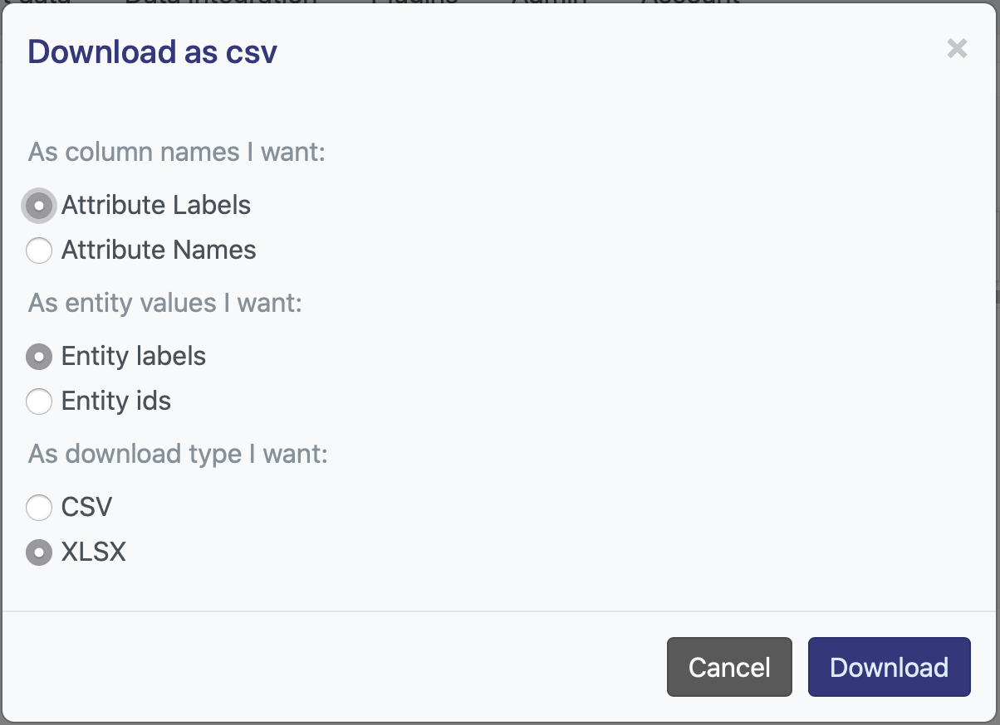 Download as csv
×
As column names I want:
Attribute Labels
Attribute Names
As entity values I want:
Entity labels
Entity ids
As download type I want:
CSV
XLSX
Cancel
Download